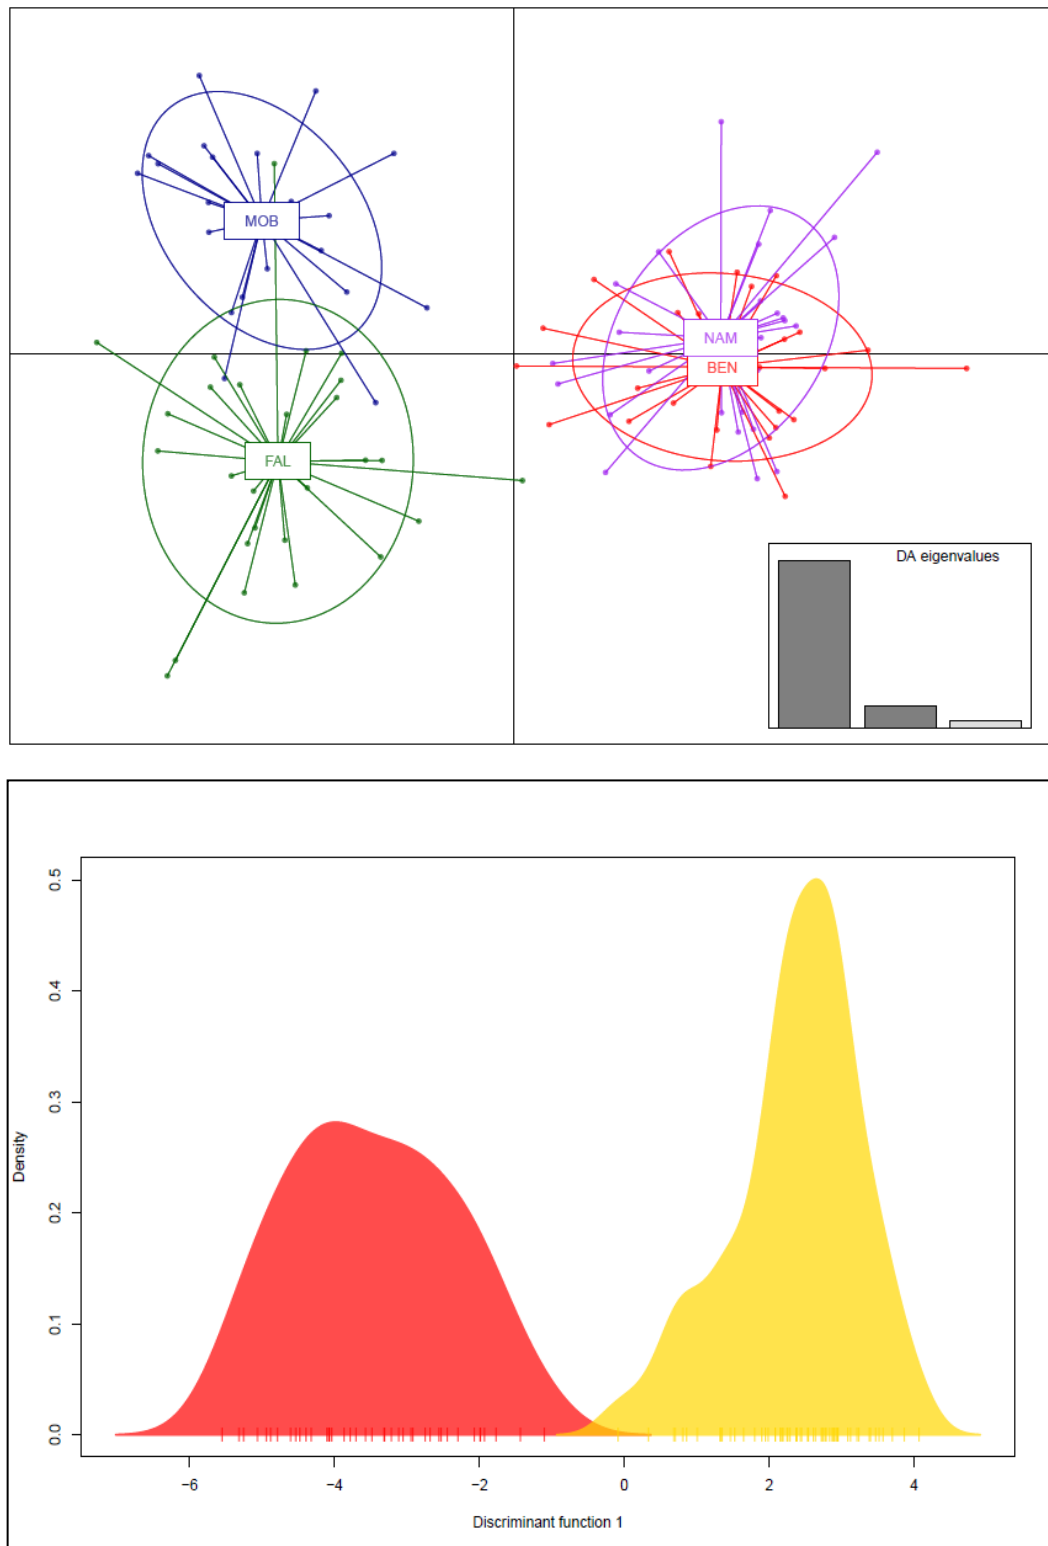 MOB
NAM
BEN
FAL
DA eigenvalues
0.5
0.4
0.3
0.2
0.1
0.0
Density
−6 −4 −2 0 2 4
Discriminant function 1